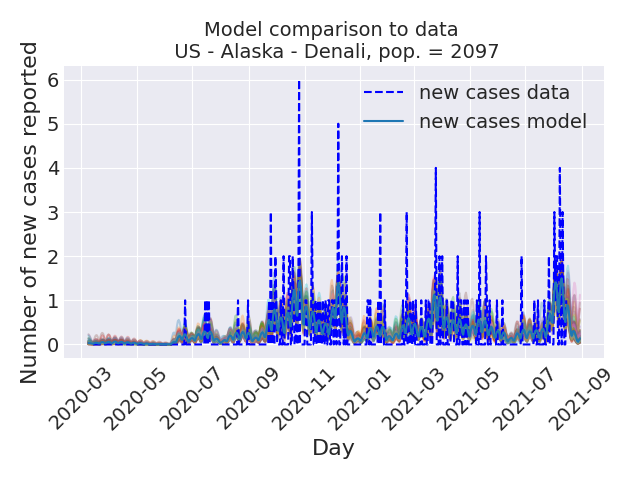 Model comparison to data
US - Alaska - Denali, pop. = 2097
Number of new cases reported
6
5
4
3
2
1
0
new cases data
new cases model
2020-03
2020-05
2020-07
2020-09
2020-11
2021-01
2021-03
2021-05
2021-07
2021-09
Day